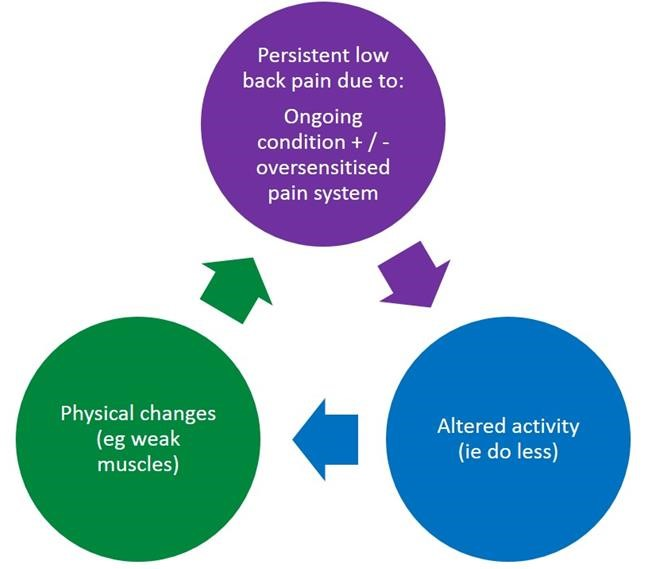 Persistent low
back pain due to:
Ongoing
condition + / -
oversensitised
pain system
Physical changes
(eg weak
muscles)
Altered activity
(ie do less)